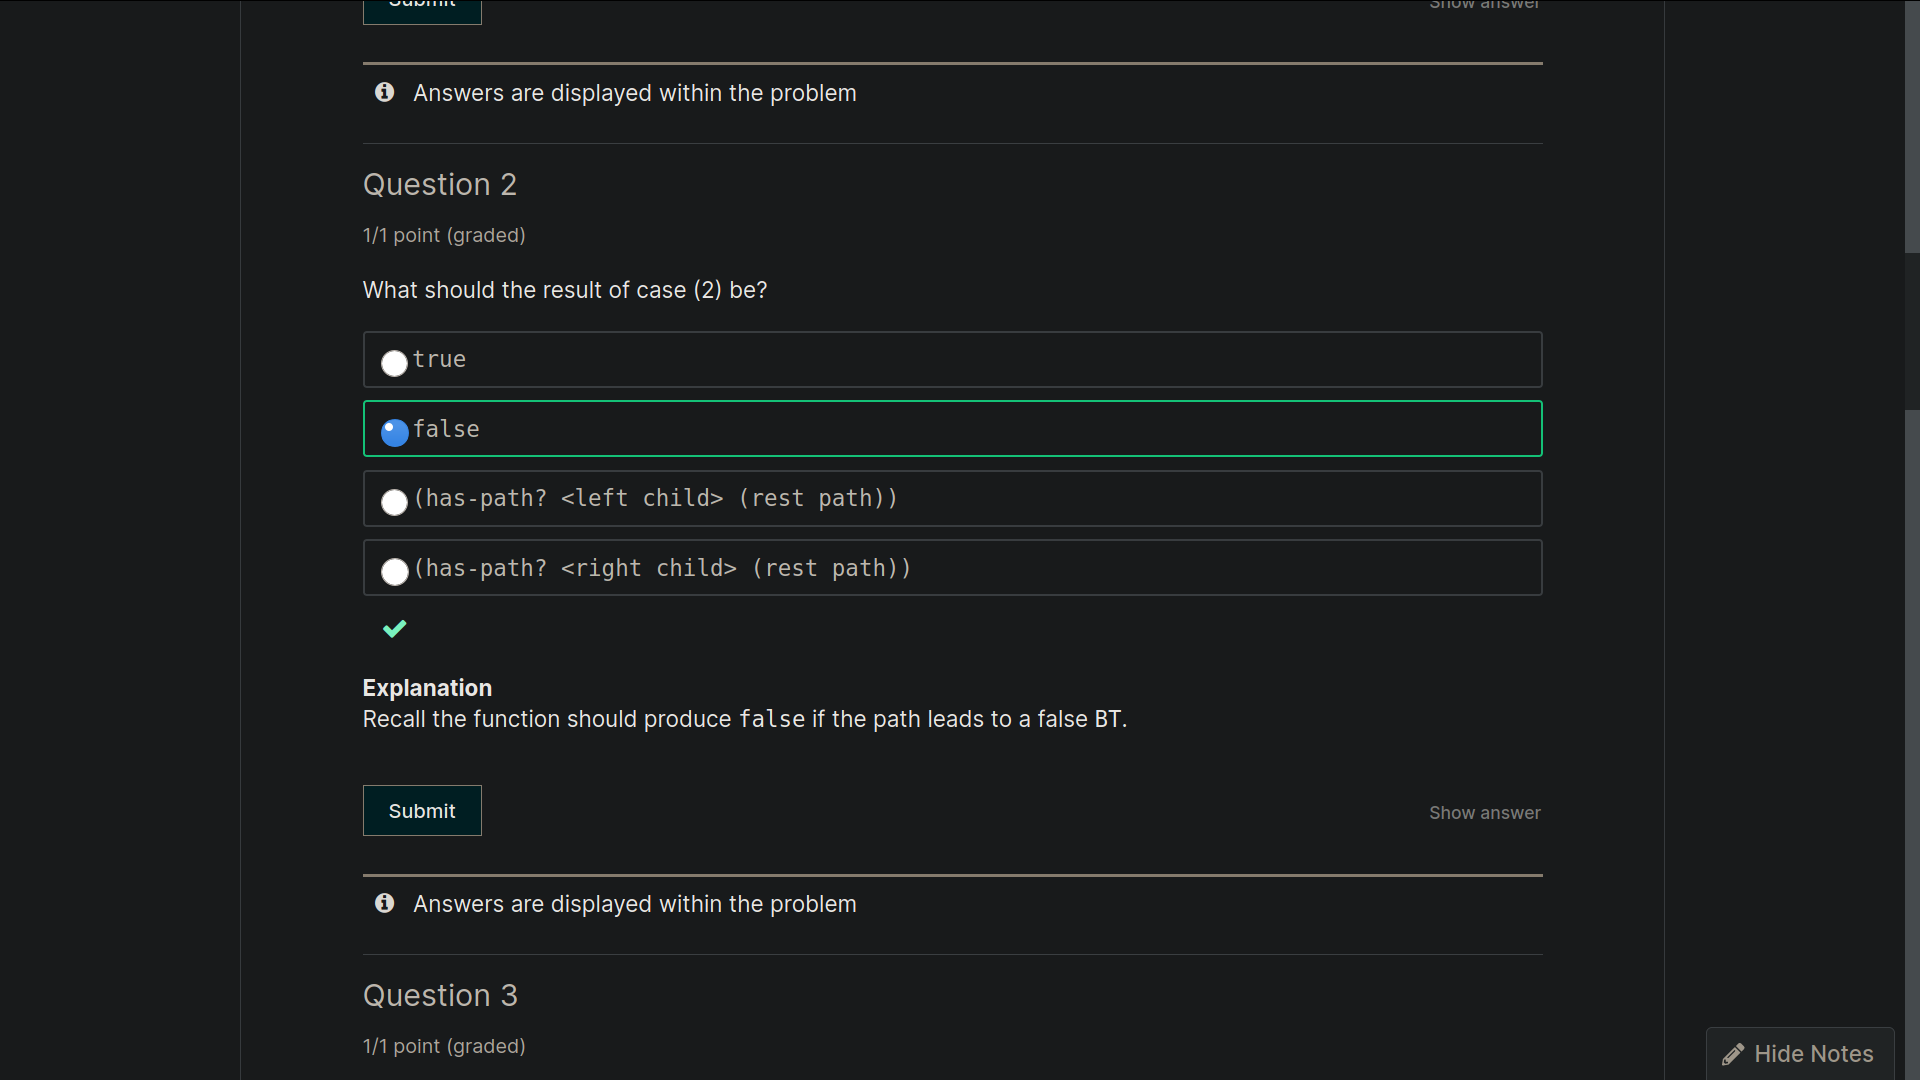 Submit
Show answer
Answers are displayed within the problem
Question 2
1/1 point (graded)
What should the result of case (2) be?
true
false
(has-path? <left child> (rest path))
(has-path? <right child> (rest path))
Explanation
Recall the function should produce false if the path leads to a false BT.
Submit
Show answer
Answers are displayed within the problem
Question 3
1/1 point (graded)
Hide Notes